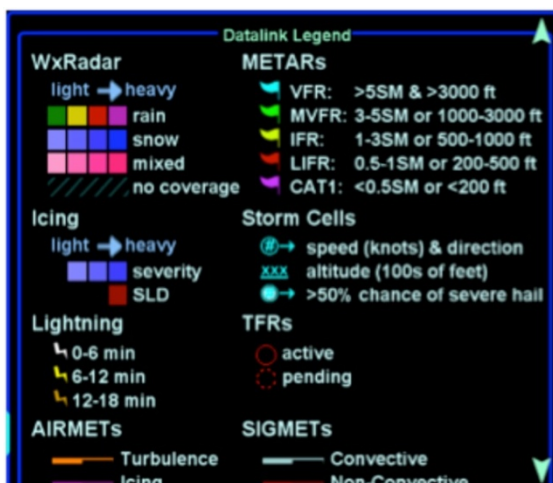 Datalink Legend
WxRadar
light heavy
rain
snow
mixed
no coverage
METARs
VFR: >5SM & >3000 ft
MVFR: 3-5SM or 1000-3000 ft
IFR: 1-3SM or 500-1000 ft
LIFR: 0.5-1SM or 200-500 ft
CAT1: <0.5SM or <200 ft
Icing
light heavy
severity
SLD
Storm Cells
# speed (knots) & direction
xxx altitude (100s of feet)
>50% chance of severe hail
Lightning
0-6 min
6-12 min
12-18 min
TFRs
active
pending
AIRMETs
Turbulence
Icing
SIGMETs
Convective
Non-Convective